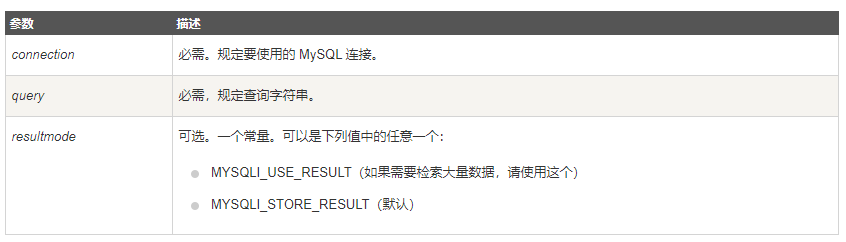 参数 描述
connection 必需。规定要使用的 MySQL 连接。
query 必需，规定查询字符串。
resultmode 可选。一个常量。可以是下列值中的任意一个：
MYSQLI_USE_RESULT（如果需要检索大量数据，请使用这个）
MYSQLI_STORE_RESULT（默认）